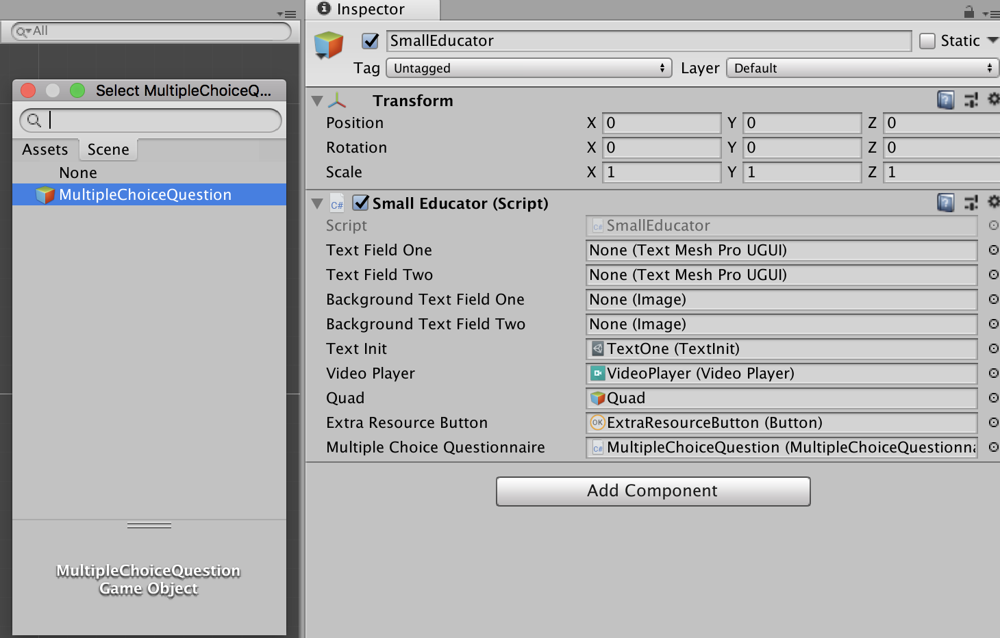 All
Select MultipleChoiceQ...
Assets Scene
None
MultipleChoiceQuestion
MultipleChoiceQuestion
Game Object
Inspector
SmallEducator Static
Tag Untagged Layer Default
Transform
Position X 0 Y 0 Z 0
Rotation X 0 Y 0 Z 0
Scale X 1 Y 1 Z 1
C# Small Educator (Script)
Script C# SmallEducator
Text Field One None (Text Mesh Pro UGUI)
Text Field Two None (Text Mesh Pro UGUI)
Background Text Field One None (Image)
Background Text Field Two None (Image)
Text Init TextOne (TextInit)
Video Player VideoPlayer (Video Player)
Quad Quad
Extra Resource Button OK ExtraResourceButton (Button)
Multiple Choice Questionnaire C# MultipleChoiceQuestion (MultipleChoiceQuestionna
Add Component